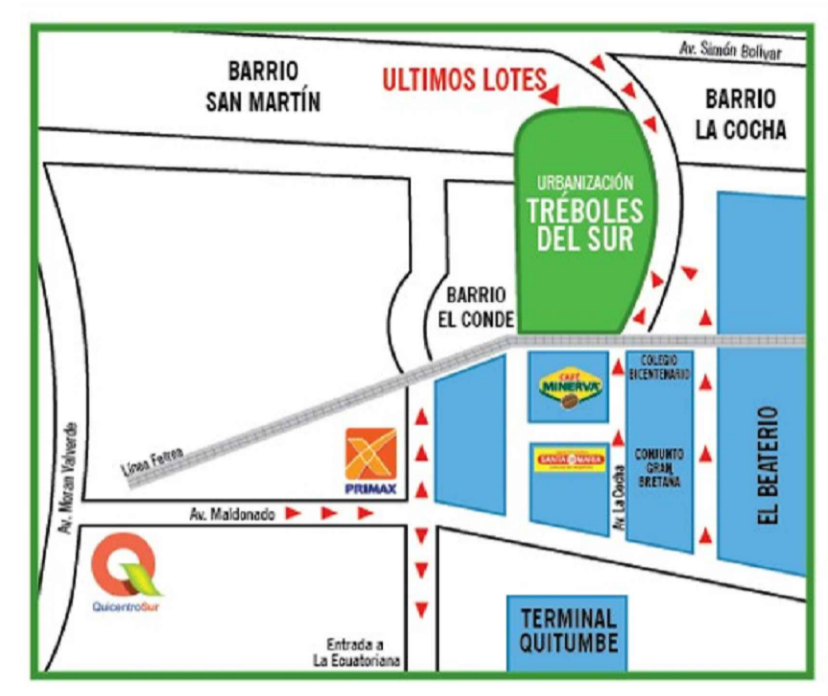 Av. Simón Bolívar
BARRIO
SAN MARTÍN
ULTIMOS LOTES
BARRIO
LA COCHA
URBANIZACIÓN
TRÉBOLES
DEL SUR
BARRIO
EL CONDE
CAFÉ
MINERVA
COLEGIO
BICENTENARIO
Línea Ferrea
PRIMAX
SANTA MARIA
CONJUNTO
GRAN
BRETAÑA
Av. La Cocha
EL BEATERIO
Av. Moran Valverde
Av. Maldonado
QuicentroSur
Entrada a
La Ecuatoriana
TERMINAL
QUITUMBE